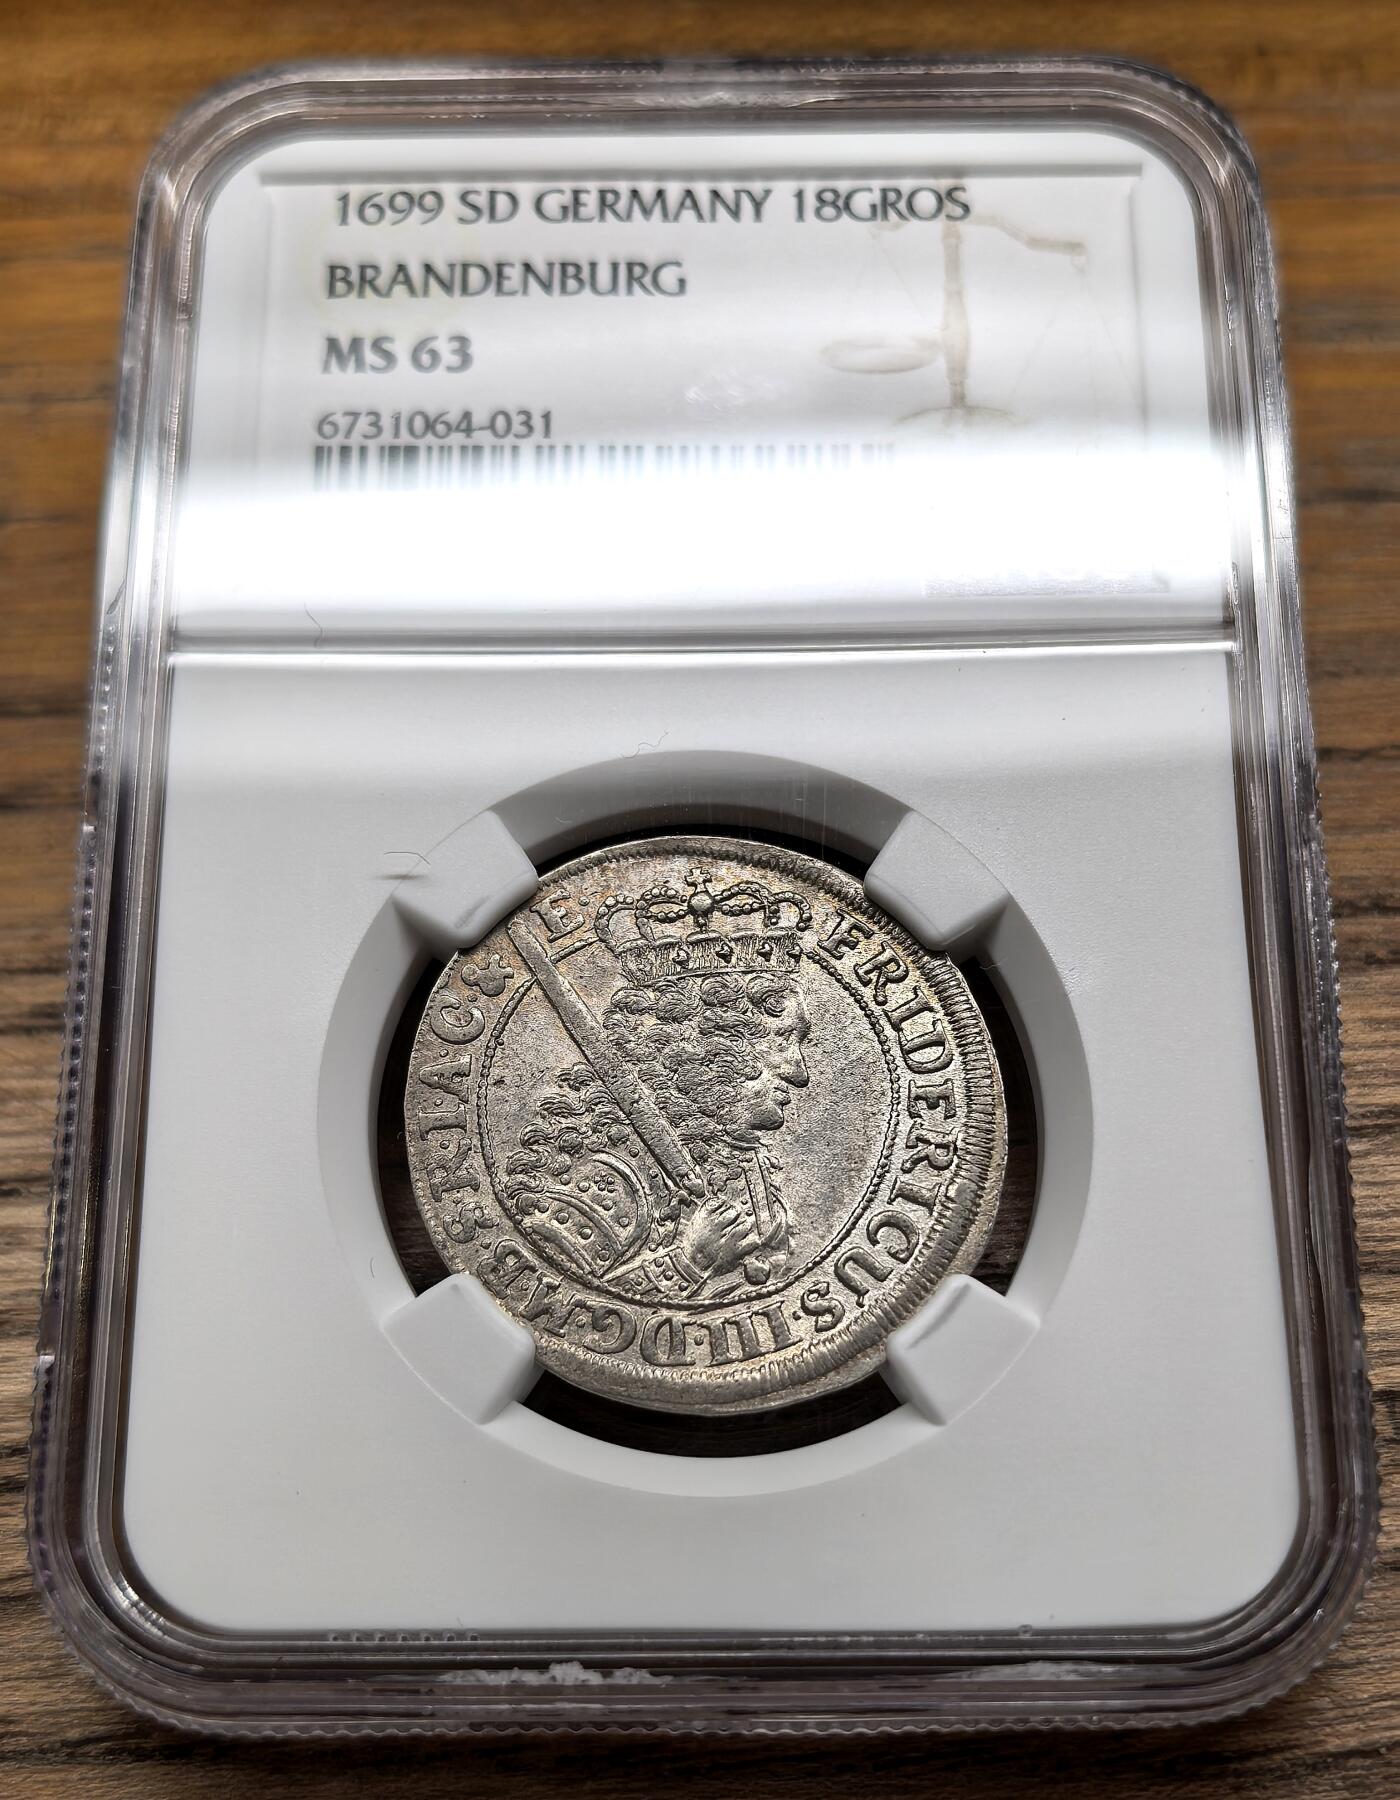 1699 SD GERMANY 18GROS
BRANDENBURG
MS 63
6731064-031
FRIDERICUS·III·D·G·M·B·S·R·I·A·C·& E·